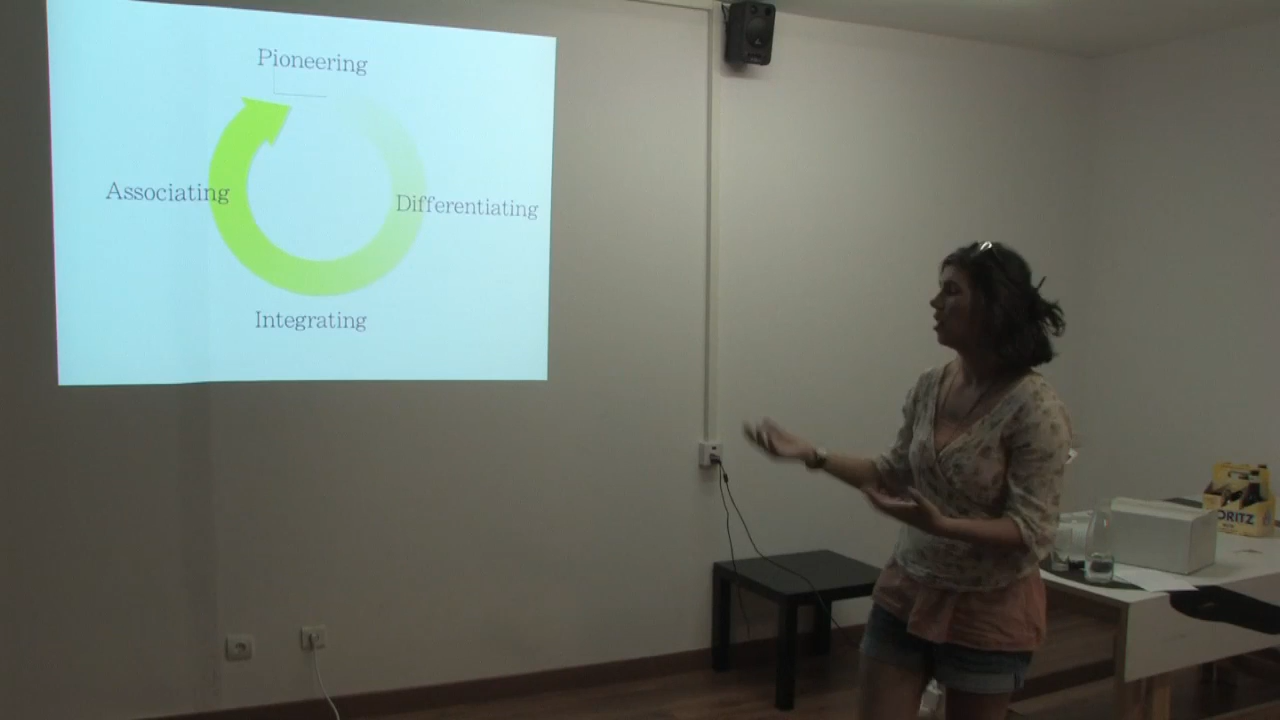 Pioneering
Associating
Differentiating
Integrating
ORITZ